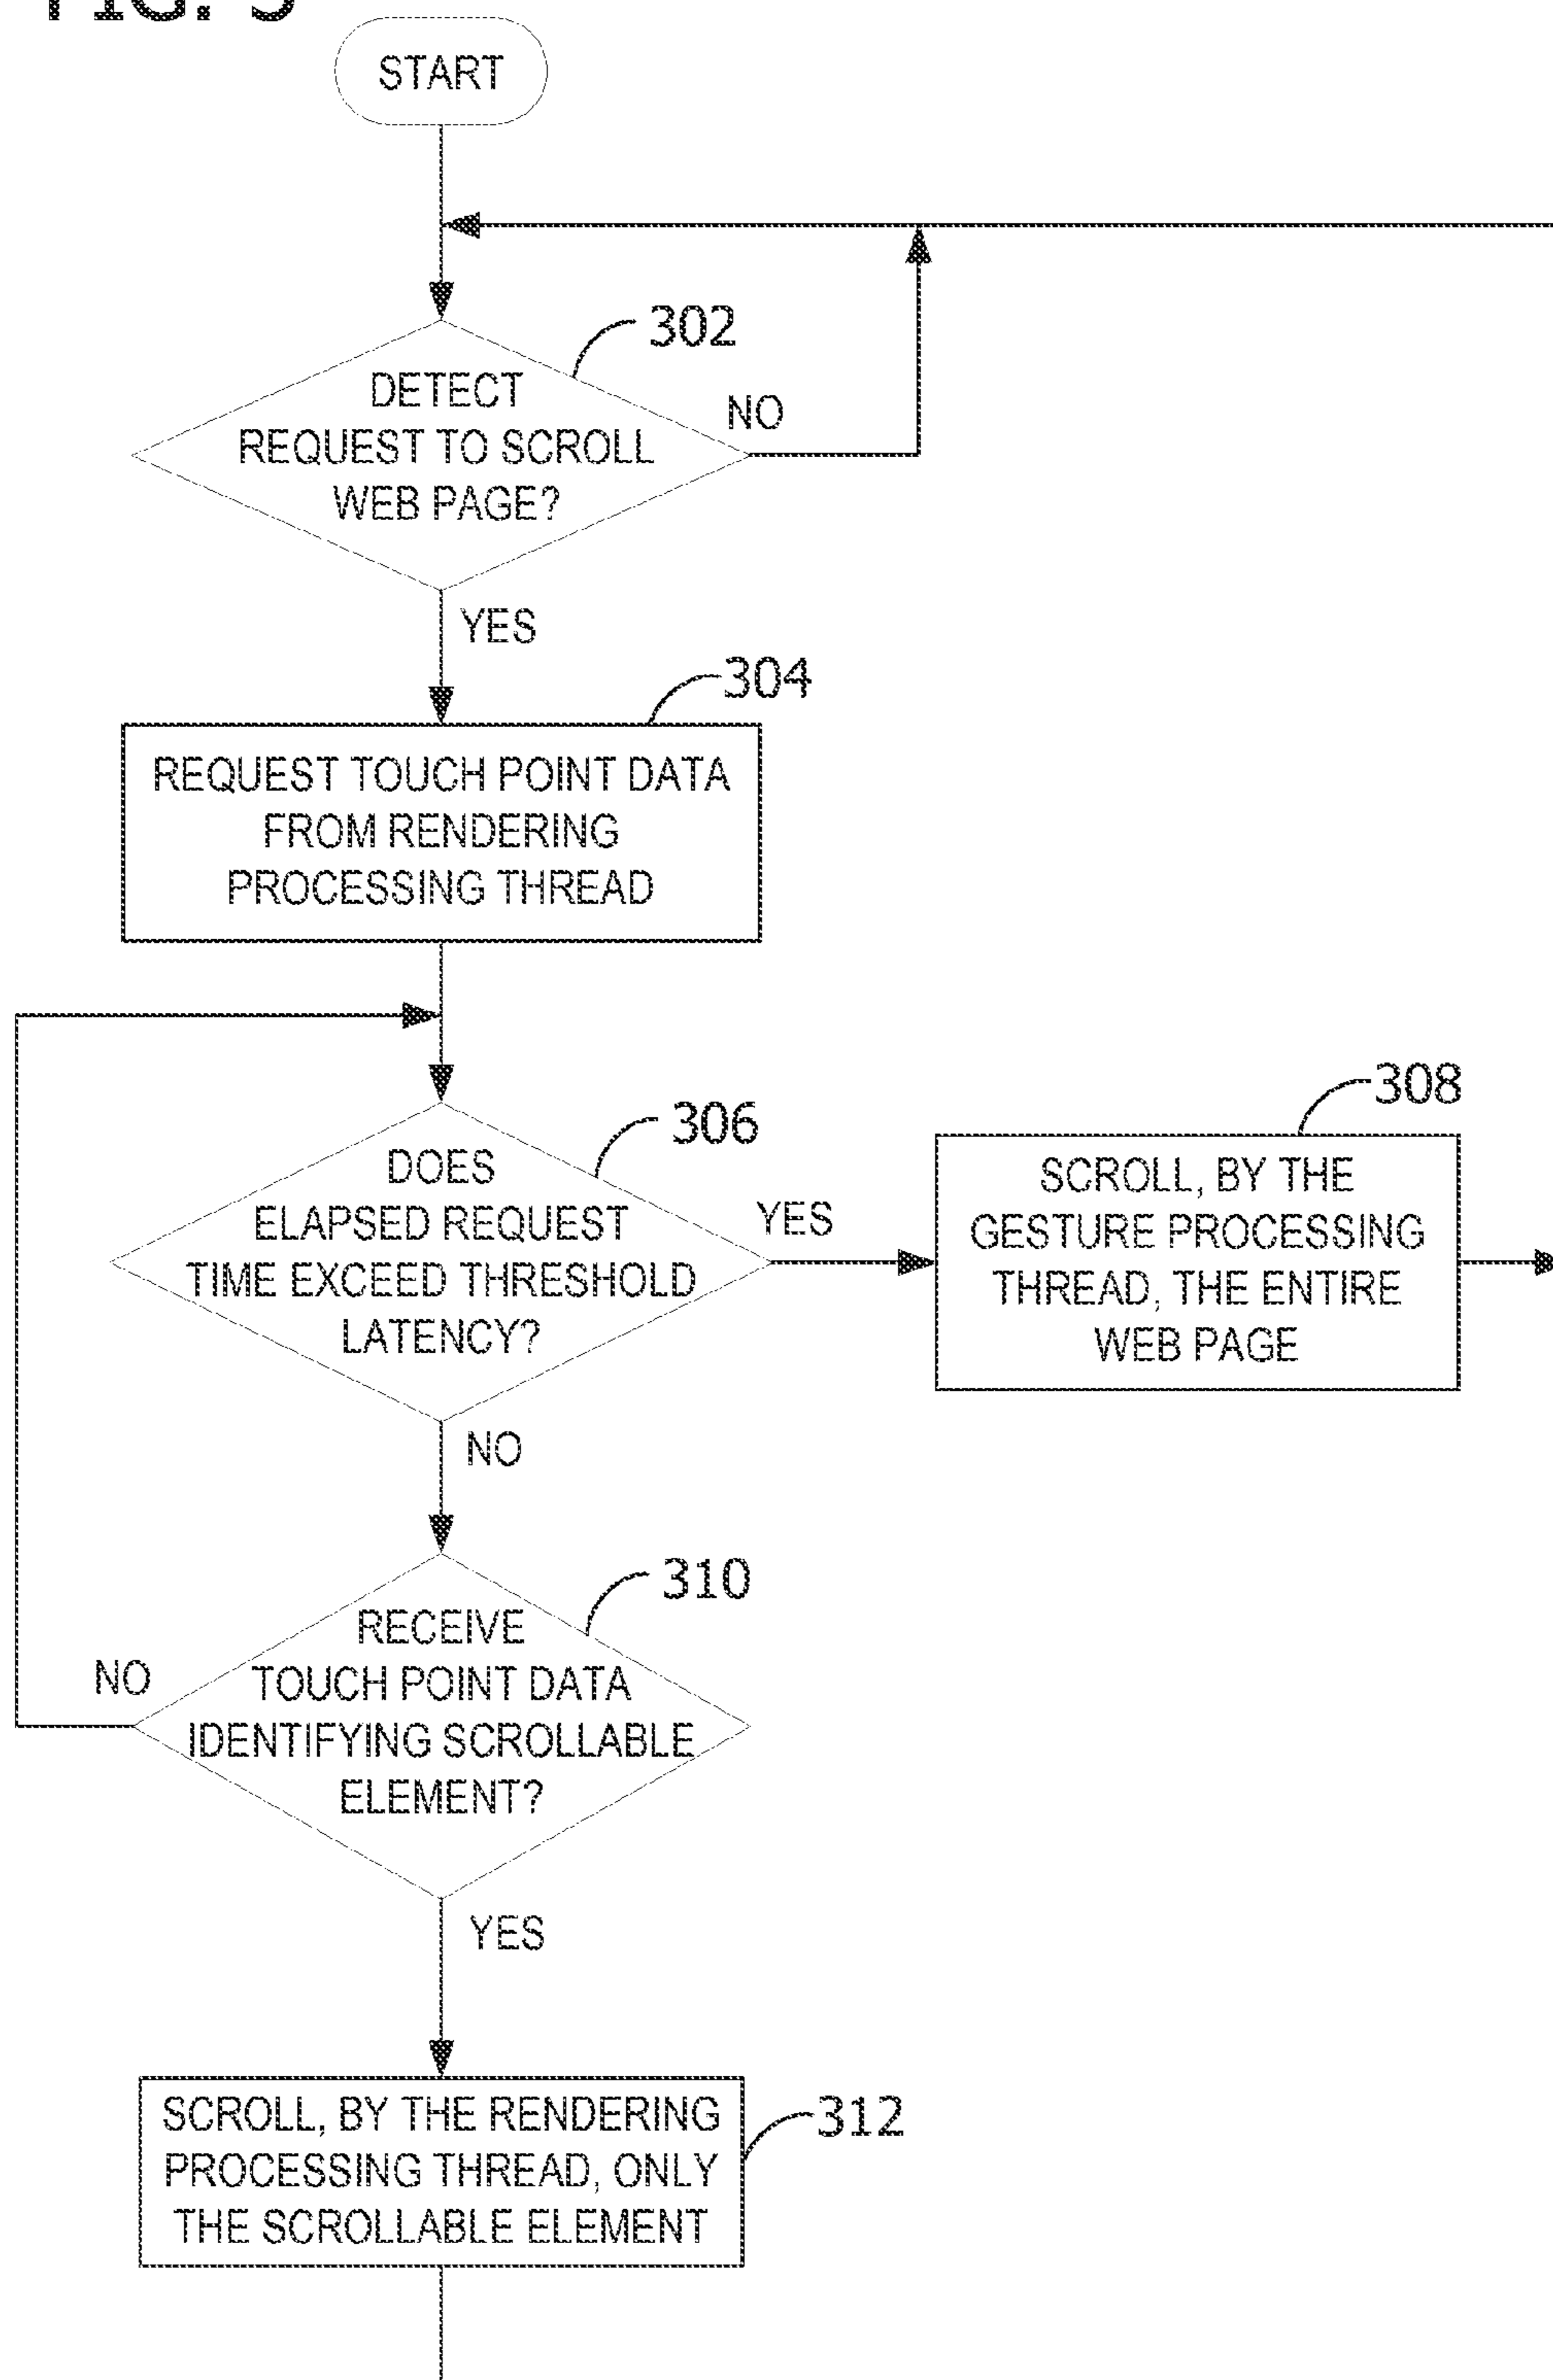 FIG. 3
START
302
DETECT
REQUEST TO SCROLL
WEB PAGE?
NO
YES
304
REQUEST TOUCH POINT DATA
FROM RENDERING
PROCESSING THREAD
306
DOES
ELAPSED REQUEST
TIME EXCEED THRESHOLD
LATENCY?
YES
308
SCROLL, BY THE
GESTURE PROCESSING
THREAD, THE ENTIRE
WEB PAGE
NO
310
RECEIVE
TOUCH POINT DATA
IDENTIFYING SCROLLABLE
ELEMENT?
NO
YES
312
SCROLL, BY THE RENDERING
PROCESSING THREAD, ONLY
THE SCROLLABLE ELEMENT